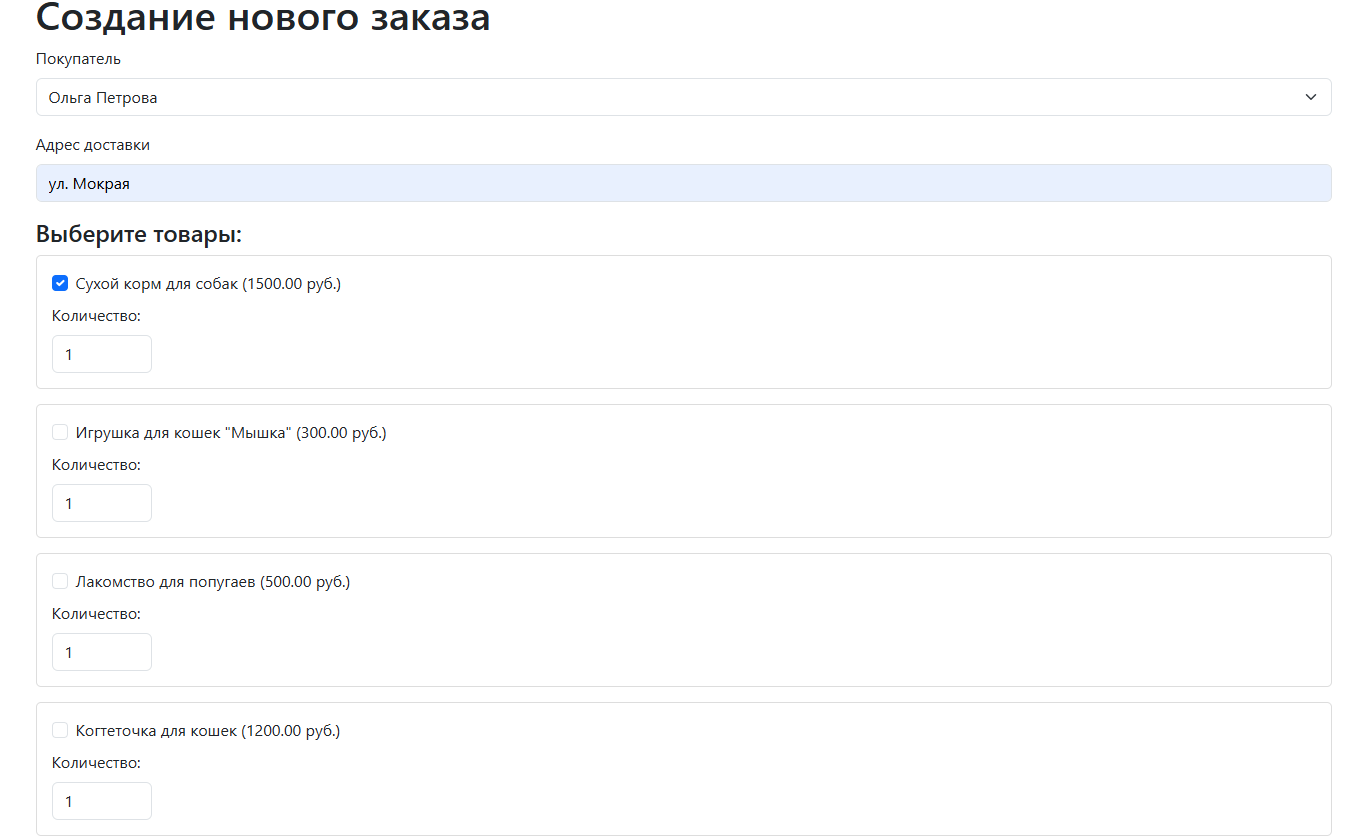 Создание нового заказа
Покупатель
Ольга Петрова
Адрес доставки
ул. Мокрая
Выберите товары:
Сухой корм для собак (1500.00 руб.)
Количество:
1
Игрушка для кошек "Мышка" (300.00 руб.)
Количество:
1
Лакомство для попугаев (500.00 руб.)
Количество:
1
Когтеточка для кошек (1200.00 руб.)
Количество:
1